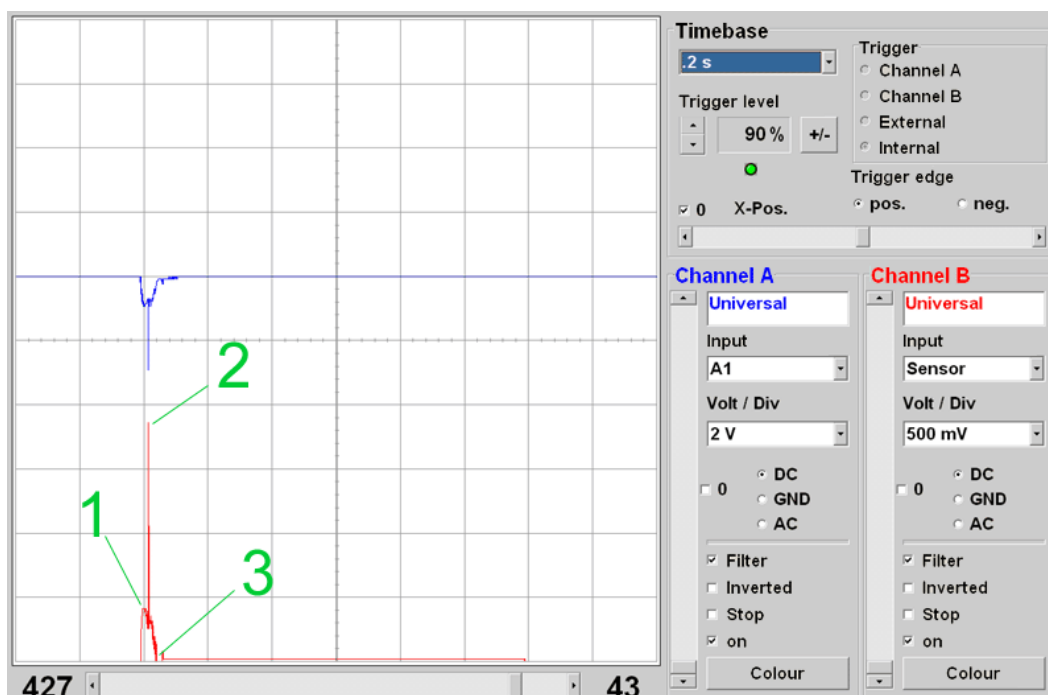 Timebase
.2 s
Trigger
Channel A
Channel B
External
Internal
Trigger level
90 %
+/-
Trigger edge
pos.
neg.
0
X-Pos.
1
2
3
427
43
Channel A
Universal
Input
A1
Volt / Div
2 V
0
DC
GND
AC
Filter
Inverted
Stop
on
Colour
Channel B
Universal
Input
Sensor
Volt / Div
500 mV
0
DC
GND
AC
Filter
Inverted
Stop
on
Colour